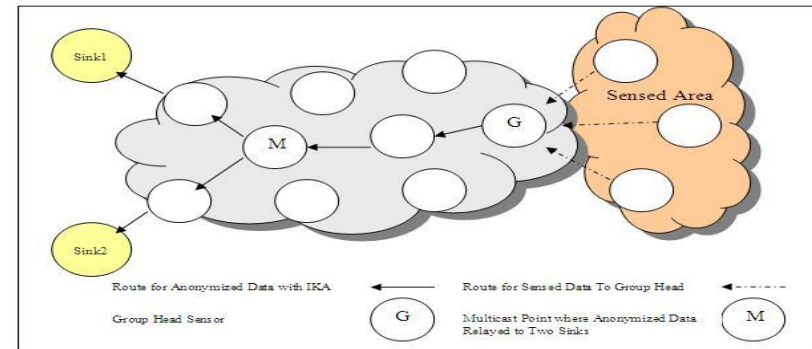 Sink1
Sensed Area
G
M
Sink2
Route for Anonymized Data with IKA
Route for Sensed Data To Group Head
Group Head Sensor
G
Multicast Point where Anonymized Data
Relayed to Two Sinks
M